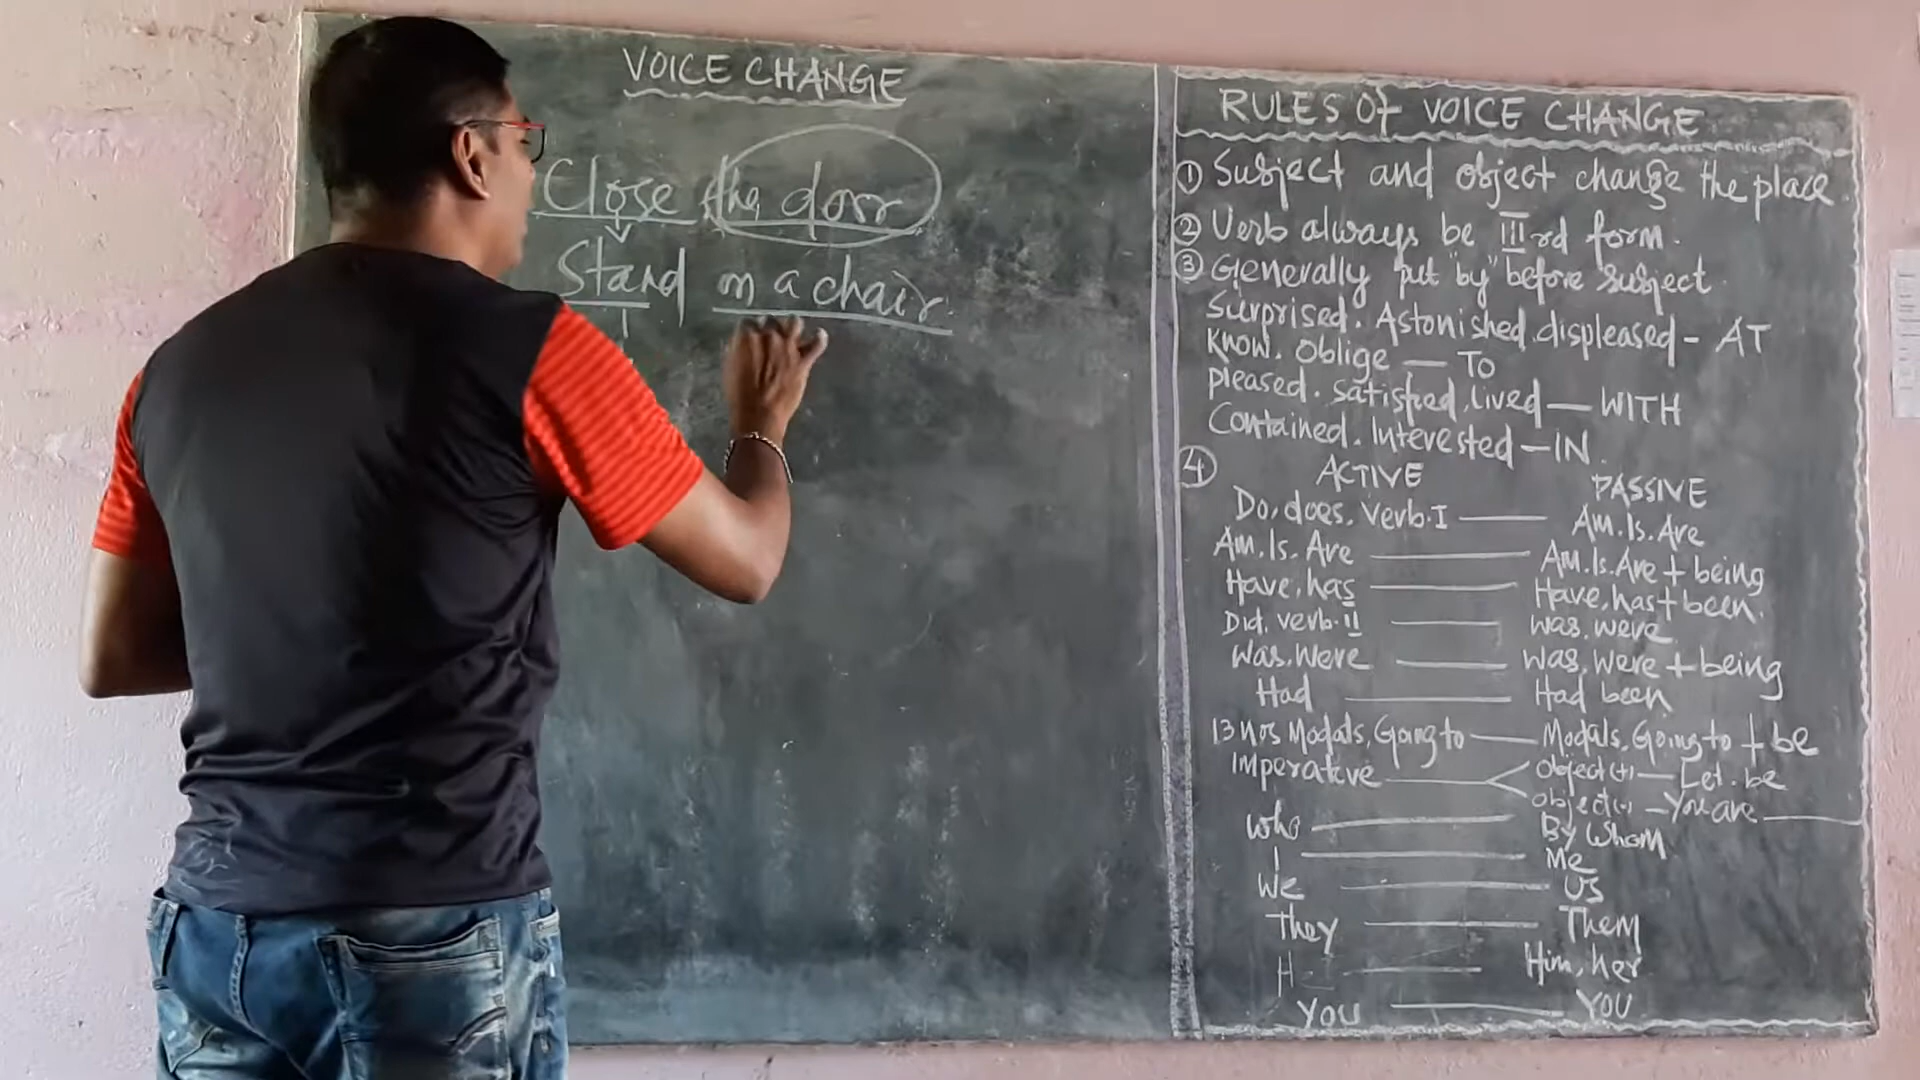 VOICE CHANGE
Close the door
Stand on a chair.
RULES OF VOICE CHANGE
① Subject and object change the place.
② Verb always be IIIrd form.
③ Generally put "by" before subject.
Surprised. Astonished. displeased - AT
Know. Oblige — To
pleased. satisfied, lived — WITH
Contained. Interested — IN.
④ ACTIVE PASSIVE
Do, does, Verb. I — Am. Is. Are
Am. Is. Are — Am. Is. Are + being
Have, has — Have, has + been.
Did. verb. II — was. were
Was. Were — was, were + being
Had — Had been
13 nos Modals, Going to — Modals, Going to + be
Imperative — object (+) — Let. be
object (-) — You are —
Who — By Whom
I — Me
We — Us
They — Them
Him, her
You — YOU